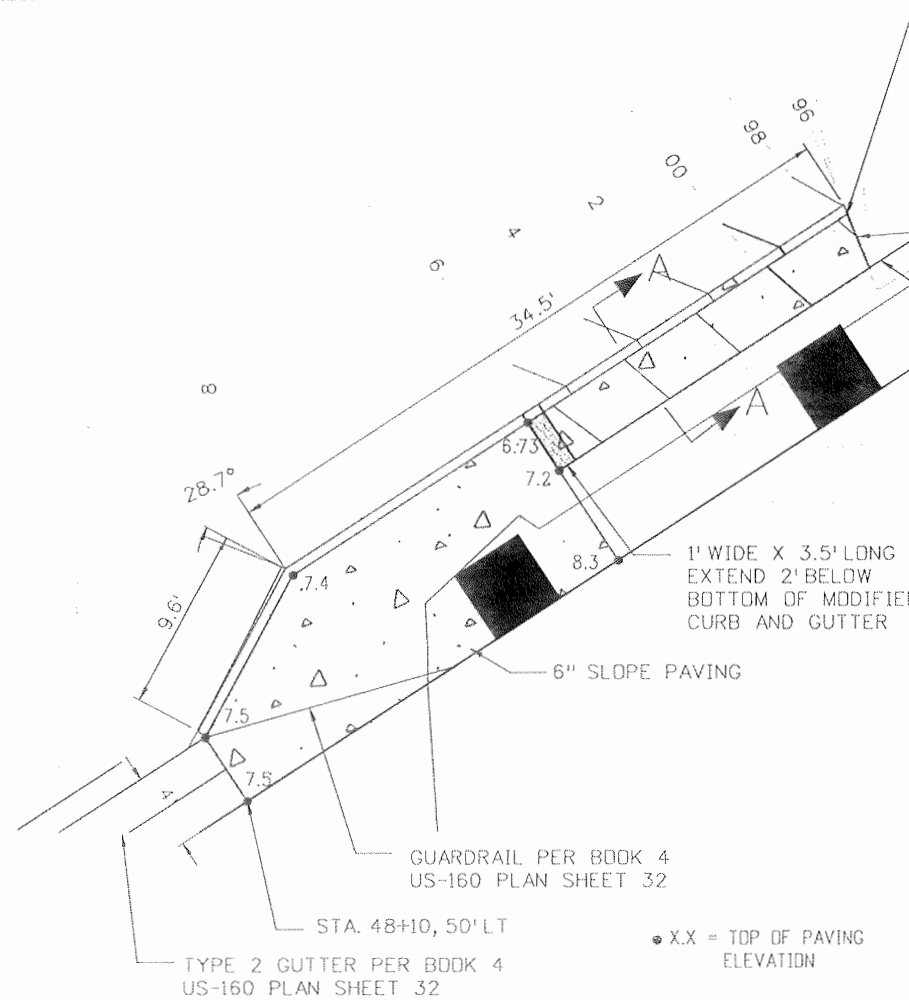 96
98
00
2
4
6
8
34.5'
A
A
28.7°
9.6'
6.73
7.2
8.3
.7.4
7.5
7.5
4
1' WIDE X 3.5' LONG
EXTEND 2' BELOW
BOTTOM OF MODIFIED
CURB AND GUTTER
6" SLOPE PAVING
GUARDRAIL PER BOOK 4
US-160 PLAN SHEET 32
STA. 48+10, 50' LT
TYPE 2 GUTTER PER BOOK 4
US-160 PLAN SHEET 32
X.X = TOP OF PAVING
ELEVATION